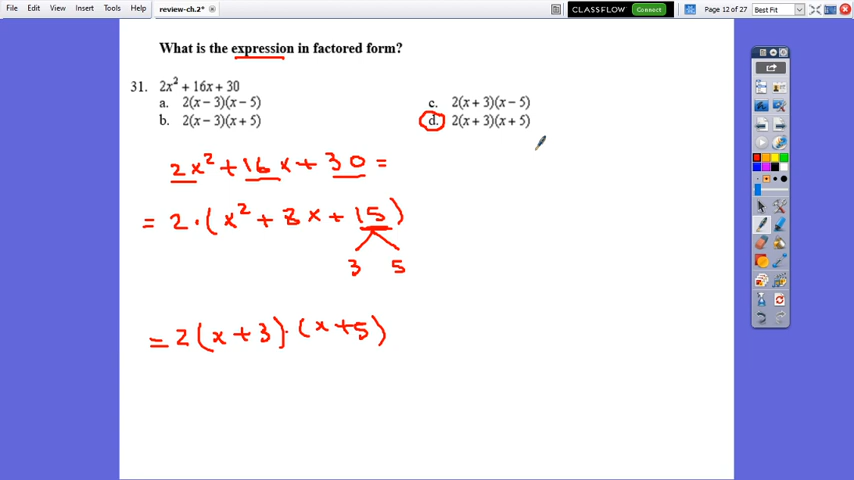 File Edit View Insert Tools Help review-ch.2* CLASSFLOW Connect Page 12 of 27 Best Fit
What is the expression in factored form?
31. 2x² + 16x + 30
a. 2(x − 3)(x − 5) c. 2(x + 3)(x − 5)
b. 2(x − 3)(x + 5) d. 2(x + 3)(x + 5)
2x² + 16x + 30 =
= 2 · (x² + 8x + 15)
3 5
= 2(x + 3) · (x + 5)